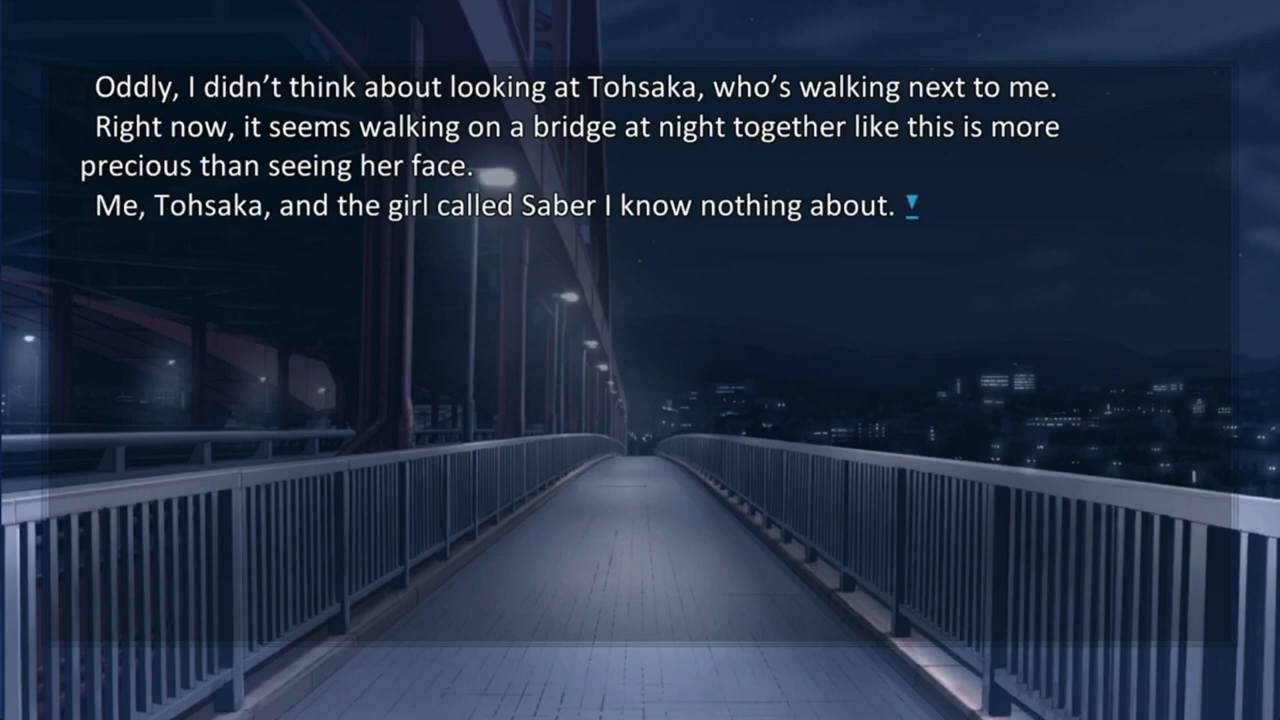 Oddly, I didn’t think about looking at Tohsaka, who’s walking next to me.
Right now, it seems walking on a bridge at night together like this is more
precious than seeing her face.
Me, Tohsaka, and the girl called Saber I know nothing about.